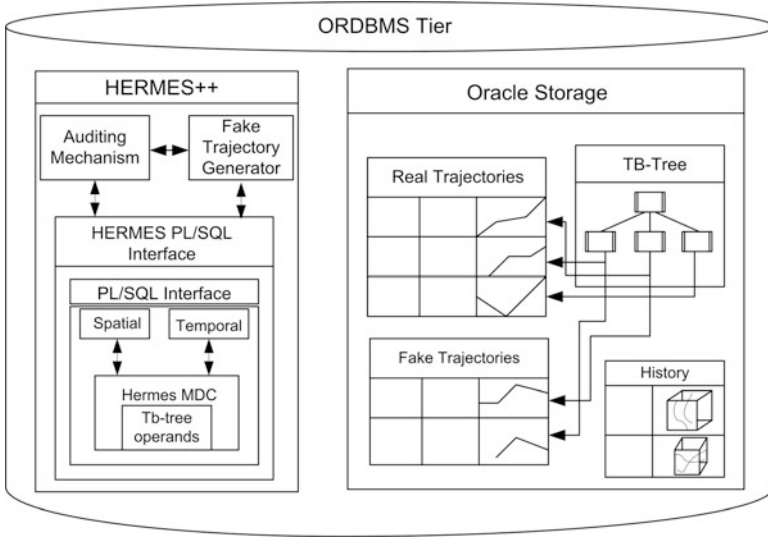 ORDBMS Tier
HERMES++
Auditing
Mechanism
Fake
Trajectory
Generator
HERMES PL/SQL
Interface
PL/SQL Interface
Spatial
Temporal
Hermes MDC
Tb-tree
operands
Oracle Storage
Real Trajectories
TB-Tree
Fake Trajectories
History